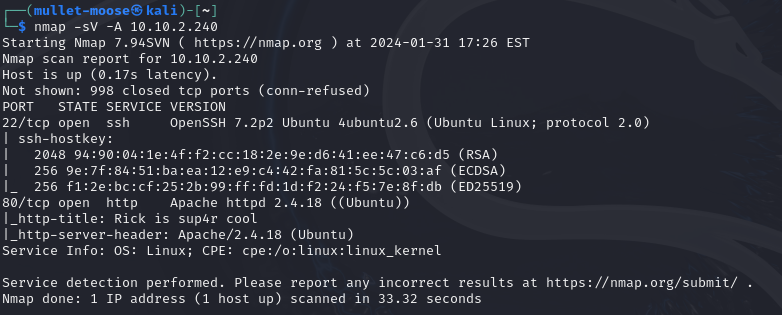 ┌──(mullet-moose㉿kali)-[~]
└─$ nmap -sV -A 10.10.2.240
Starting Nmap 7.94SVN ( https://nmap.org ) at 2024-01-31 17:26 EST
Nmap scan report for 10.10.2.240
Host is up (0.17s latency).
Not shown: 998 closed tcp ports (conn-refused)
PORT   STATE SERVICE VERSION
22/tcp open  ssh     OpenSSH 7.2p2 Ubuntu 4ubuntu2.6 (Ubuntu Linux; protocol 2.0)
| ssh-hostkey:
|   2048 94:90:04:1e:4f:f2:cc:18:2e:9e:d6:41:ee:47:c6:d5 (RSA)
|   256 9e:7f:84:51:ba:ea:12:e9:c4:42:fa:81:5c:5c:03:af (ECDSA)
|_  256 f1:2e:bc:cf:25:2b:99:ff:fd:1d:f2:24:f5:7e:8f:db (ED25519)
80/tcp open  http    Apache httpd 2.4.18 ((Ubuntu))
|_http-title: Rick is sup4r cool
|_http-server-header: Apache/2.4.18 (Ubuntu)
Service Info: OS: Linux; CPE: cpe:/o:linux:linux_kernel
Service detection performed. Please report any incorrect results at https://nmap.org/submit/ .
Nmap done: 1 IP address (1 host up) scanned in 33.32 seconds